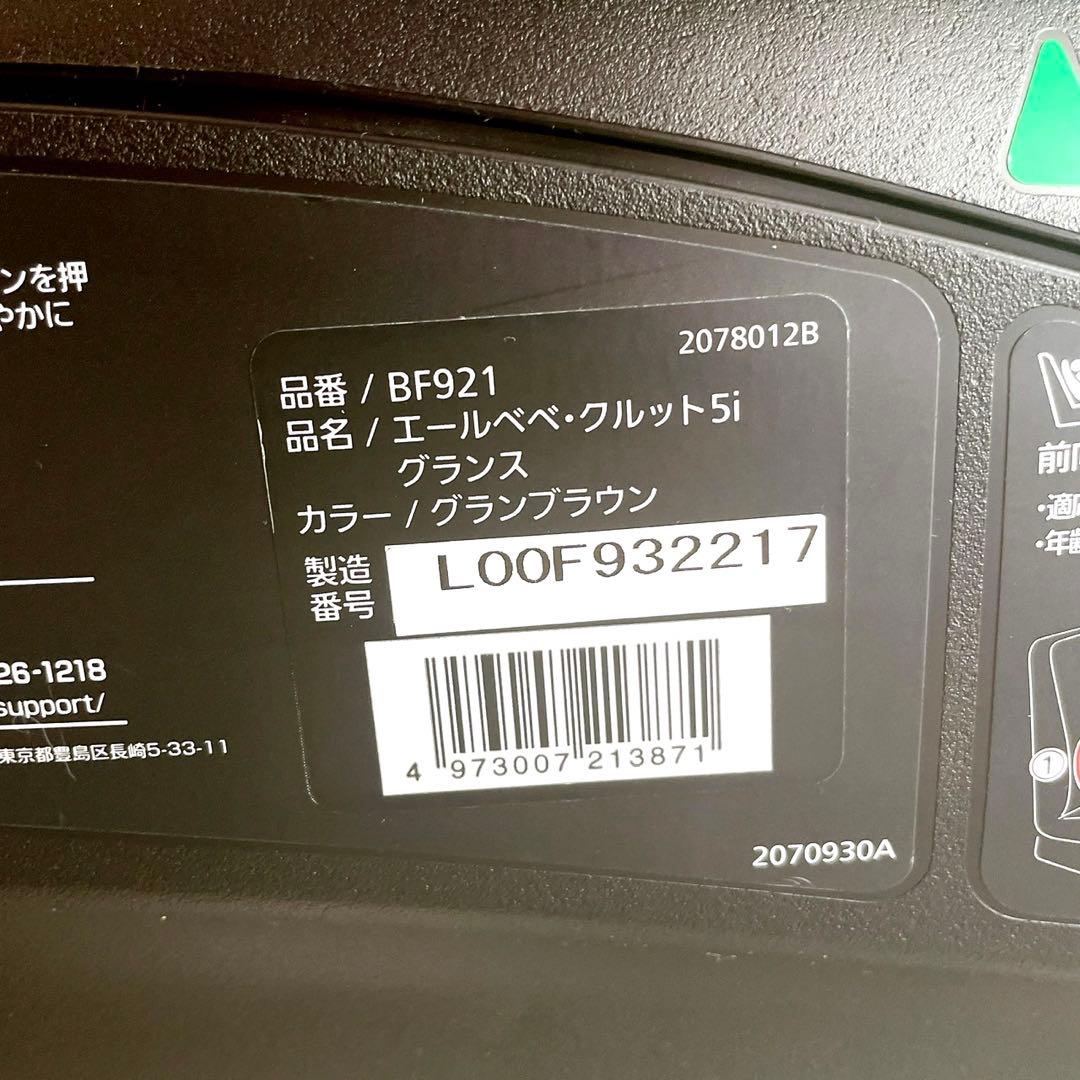 ンを押
やかに
26-1218
support/
東京都豊島区長崎5-33-11
2078012B
品番 / BF921
品名 / エールベベ・クルット5i
グランス
カラー / グランブラウン
製造
番号
L00F932217
4 973007 213871
2070930A
前
・適
・年齢
1